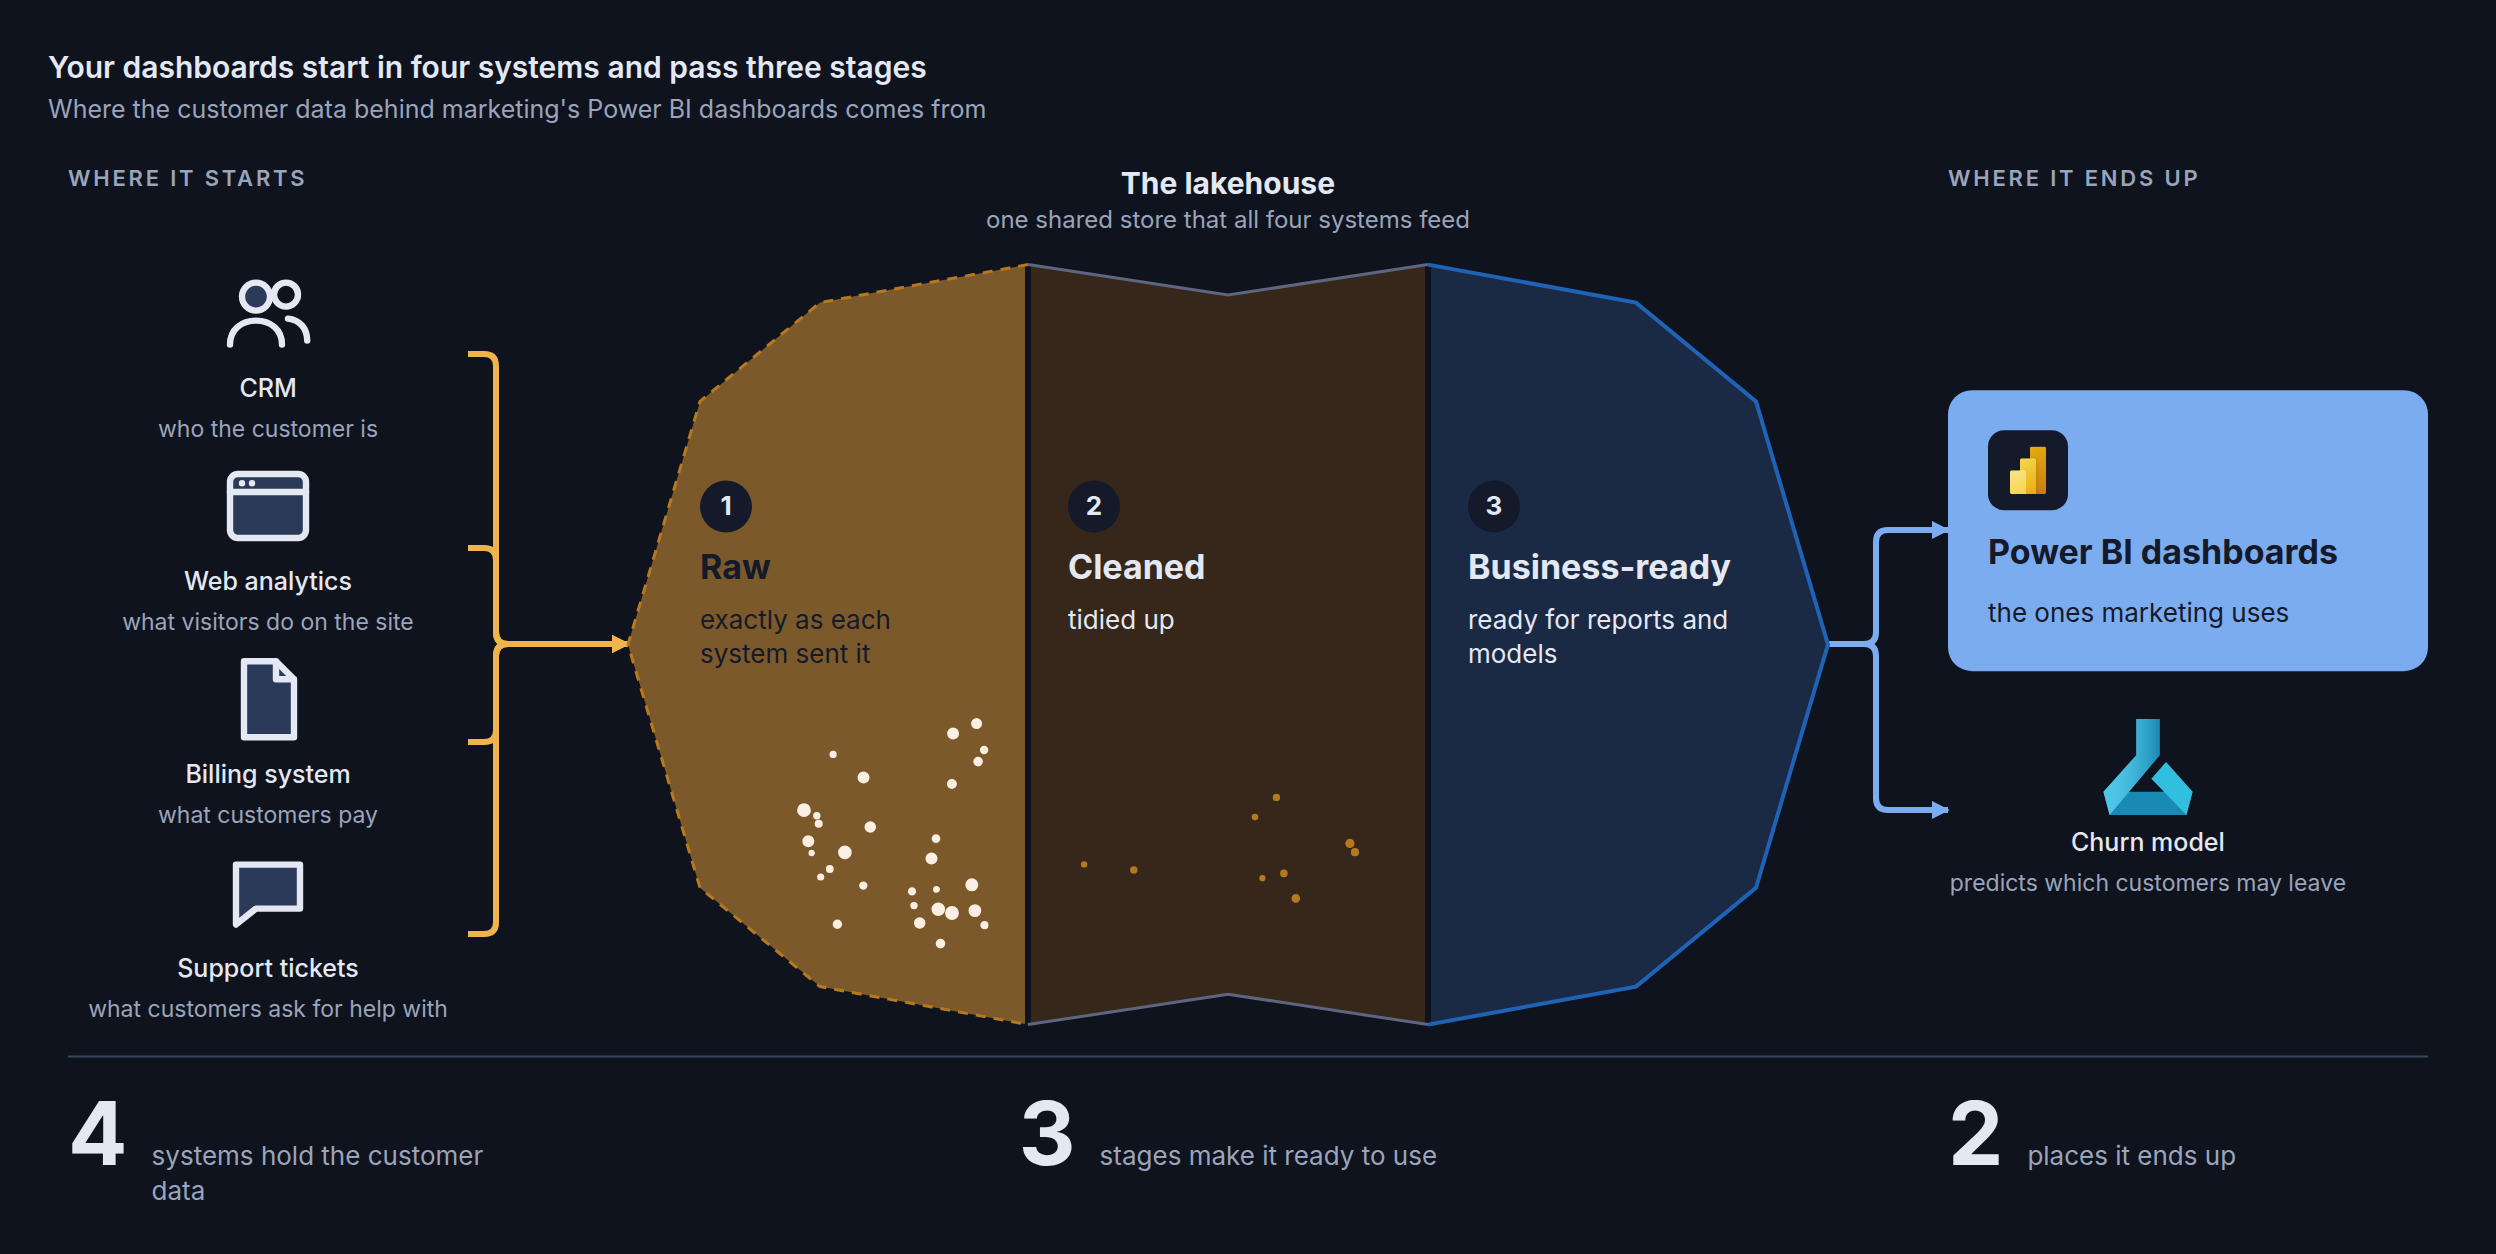 Your dashboards start in four systems and pass three stages
Where the customer data behind marketing's Power BI dashboards comes from
WHERE IT STARTS
The lakehouse
one shared store that all four systems feed
WHERE IT ENDS UP
CRM
who the customer is
Web analytics
what visitors do on the site
Billing system
what customers pay
Support tickets
what customers ask for help with
1
Raw
exactly as each
system sent it
2
Cleaned
tidied up
3
Business-ready
ready for reports and
models
Power BI dashboards
the ones marketing uses
Churn model
predicts which customers may leave
4
systems hold the customer
data
3
stages make it ready to use
2
places it ends up